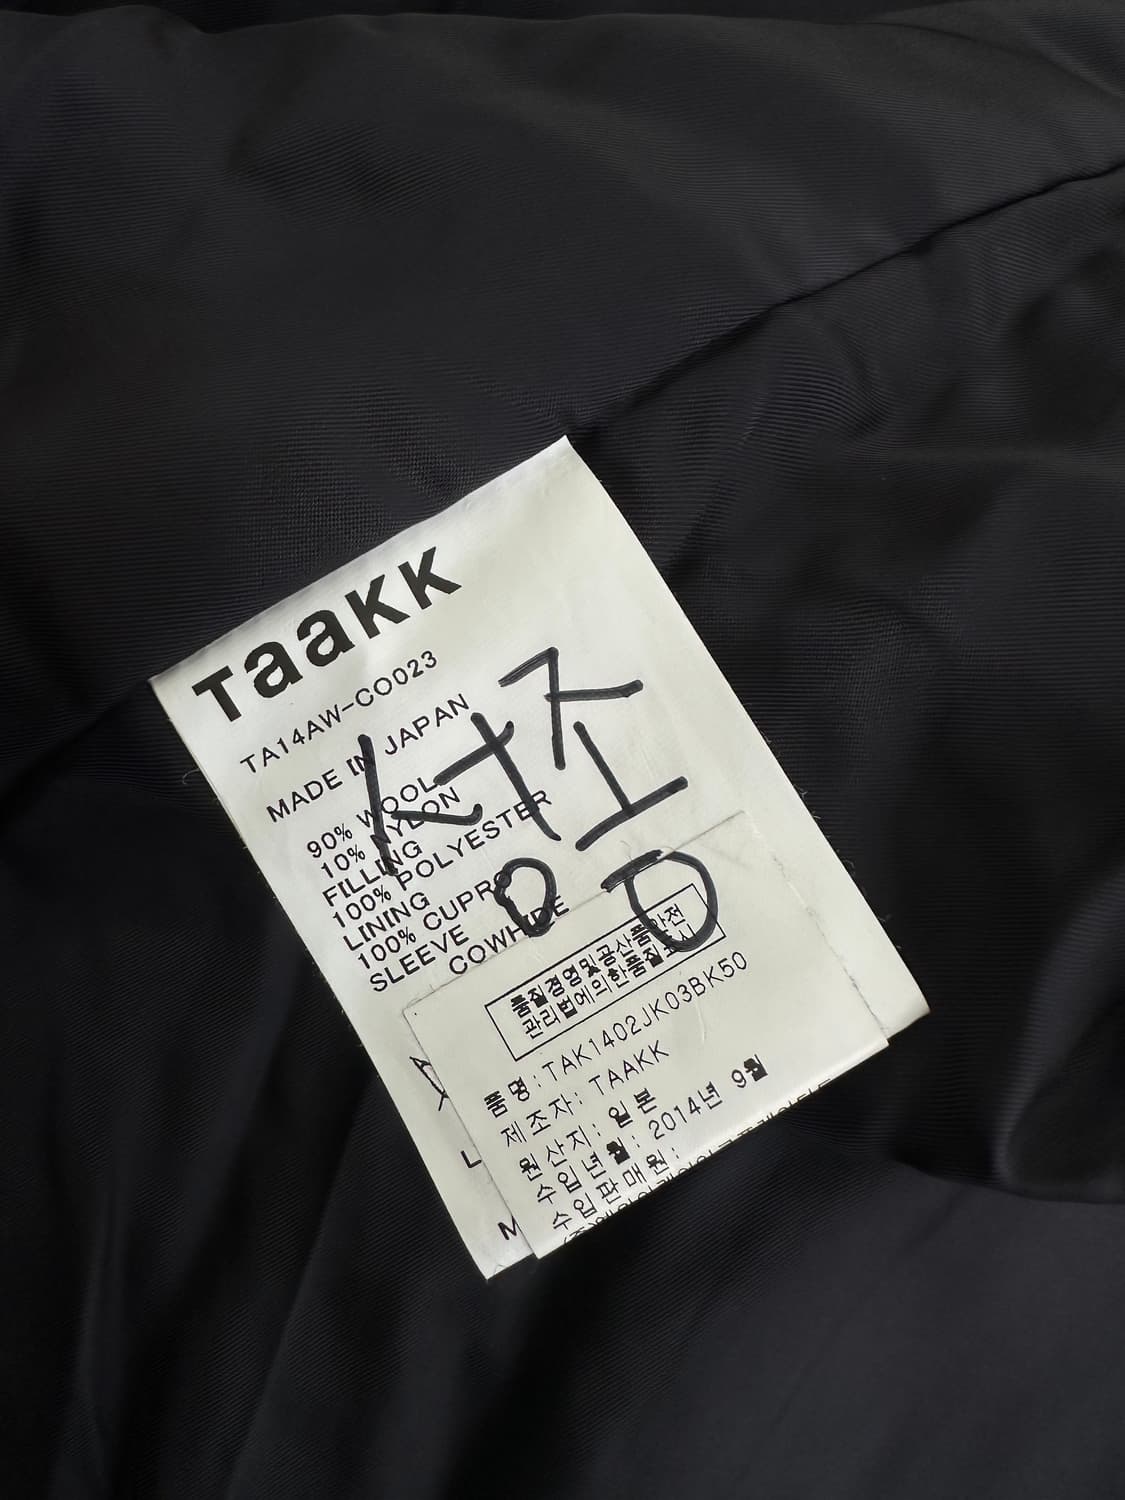 TaaKK
TA14AW-CO023
MADE IN JAPAN
90% WOOL
10% NYLON
FILLING
100% POLYESTER
LINING
100% CUPRO
SLEEVE
COWHIDE
상종
품질경영및공산품안전
관리법에의한품질표시
품명:TAK1402JK03BK50
제조자: TAAKK
원산지: 일본
수입년월: 2014년 9월
수입판매원:
L
M